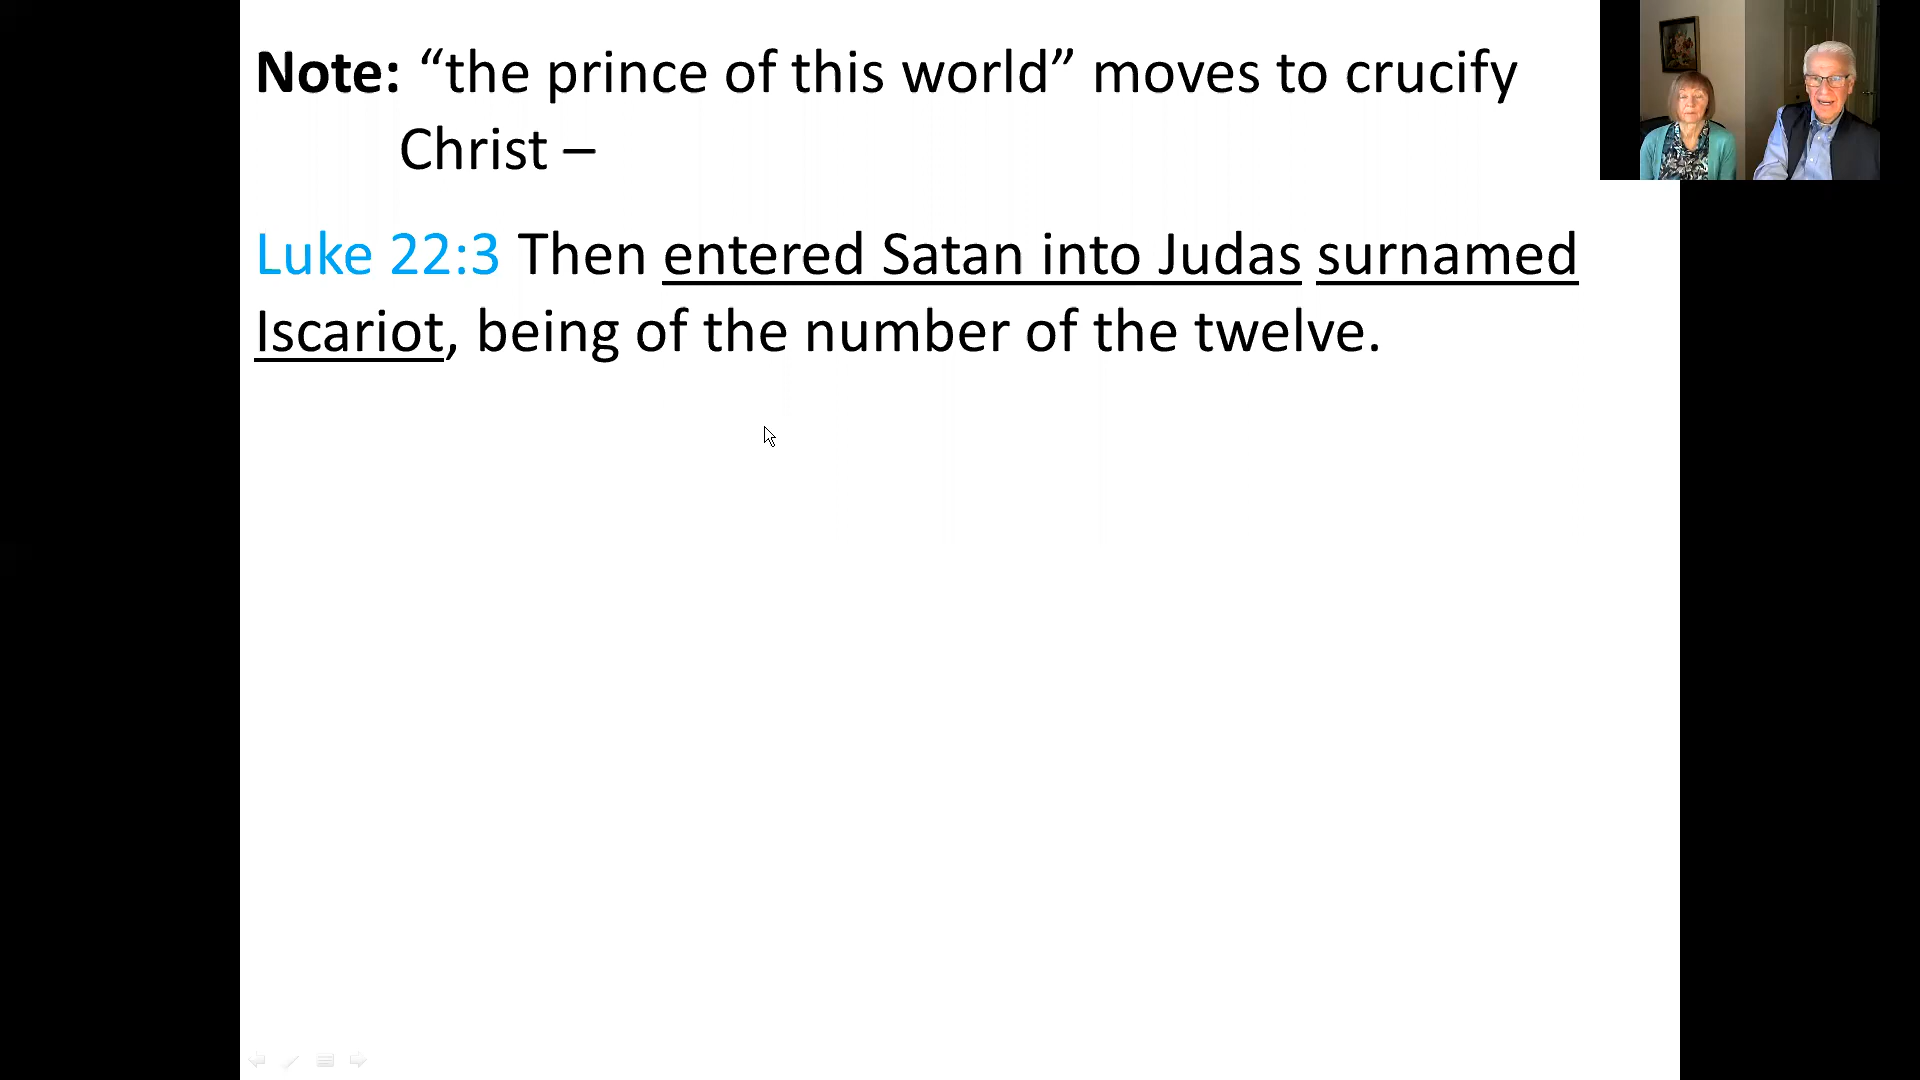 Note: “the prince of this world” moves to crucify
Christ –
Luke 22:3 Then entered Satan into Judas surnamed
Iscariot, being of the number of the twelve.